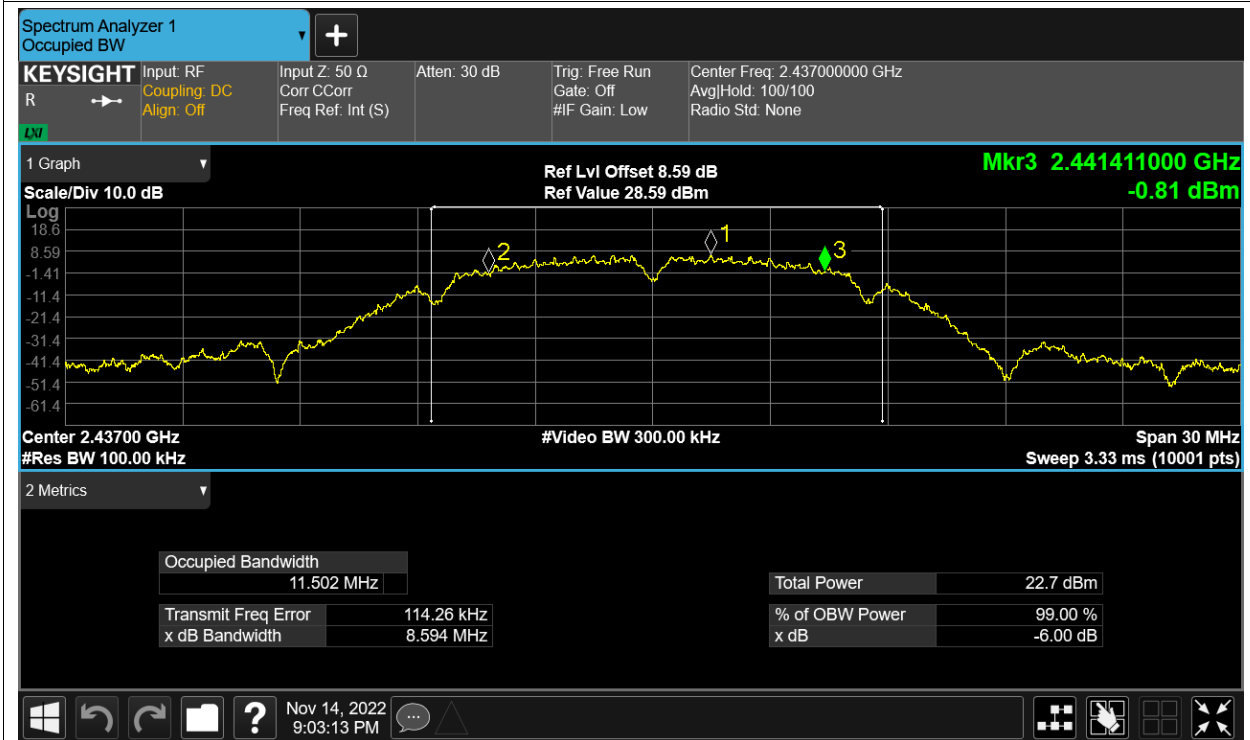 Spectrum Analyzer 1
Occupied BW
KEYSIGHT
R
LXI
Input: RF
Coupling: DC
Align: Off
Input Z: 50 Ω
Corr CCorr
Freq Ref: Int (S)
Atten: 30 dB
Trig: Free Run
Gate: Off
#IF Gain: Low
Center Freq: 2.437000000 GHz
Avg|Hold: 100/100
Radio Std: None
1 Graph
Scale/Div 10.0 dB
Ref Lvl Offset 8.59 dB
Ref Value 28.59 dBm
Mkr3 2.441411000 GHz
-0.81 dBm
Log
18.6
8.59
-1.41
-11.4
-21.4
-31.4
-41.4
-51.4
-61.4
2
1
3
Center 2.43700 GHz
#Res BW 100.00 kHz
#Video BW 300.00 kHz
Span 30 MHz
Sweep 3.33 ms (10001 pts)
2 Metrics
Occupied Bandwidth
11.502 MHz
Transmit Freq Error 114.26 kHz
x dB Bandwidth 8.594 MHz
Total Power 22.7 dBm
% of OBW Power 99.00 %
x dB -6.00 dB
?
Nov 14, 2022
9:03:13 PM